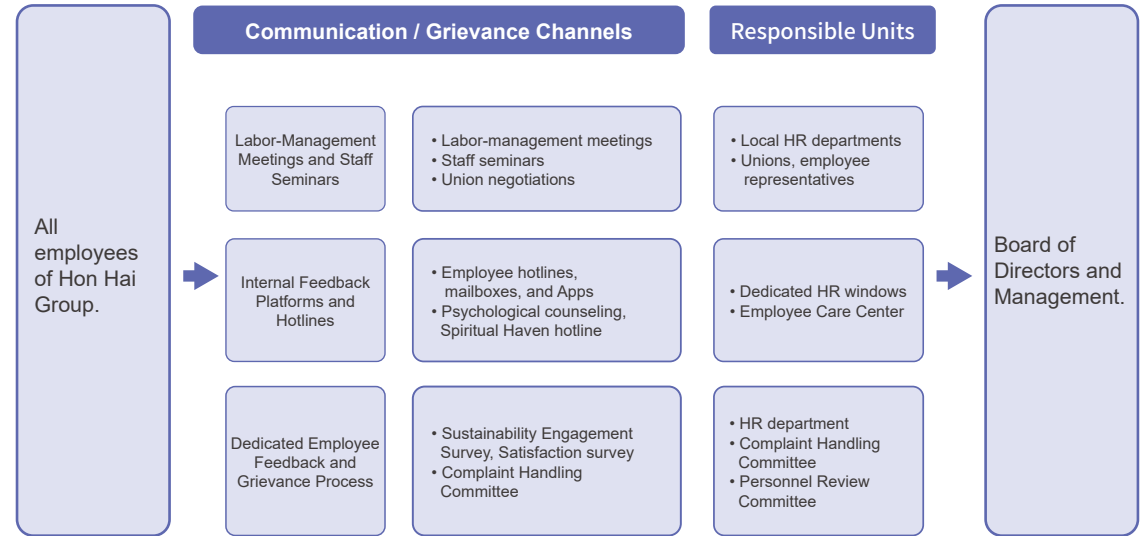 Communication / Grievance Channels
Responsible Units
All
employees
of Hon Hai
Group.
Labor-Management
Meetings and Staff
Seminars
• Labor-management meetings
• Staff seminars
• Union negotiations
• Local HR departments
• Unions, employee
representatives
Internal Feedback
Platforms and
Hotlines
• Employee hotlines,
mailboxes, and Apps
• Psychological counseling,
Spiritual Haven hotline
• Dedicated HR windows
• Employee Care Center
Dedicated Employee
Feedback and
Grievance Process
• Sustainability Engagement
Survey, Satisfaction survey
• Complaint Handling
Committee
• HR department
• Complaint Handling
Committee
• Personnel Review
Committee
Board of
Directors and
Management.